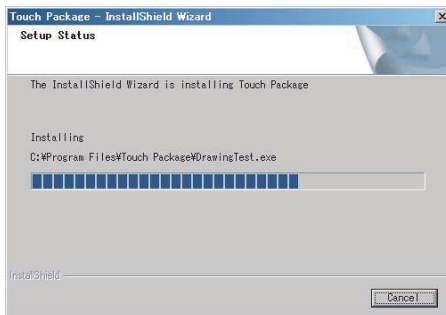 Touch Package - InstallShield Wizard
Setup Status
The InstallShield Wizard is installing Touch Package
Installing
C:¥Program Files¥Touch Package¥DrawingTest.exe
InstallShield
Cancel